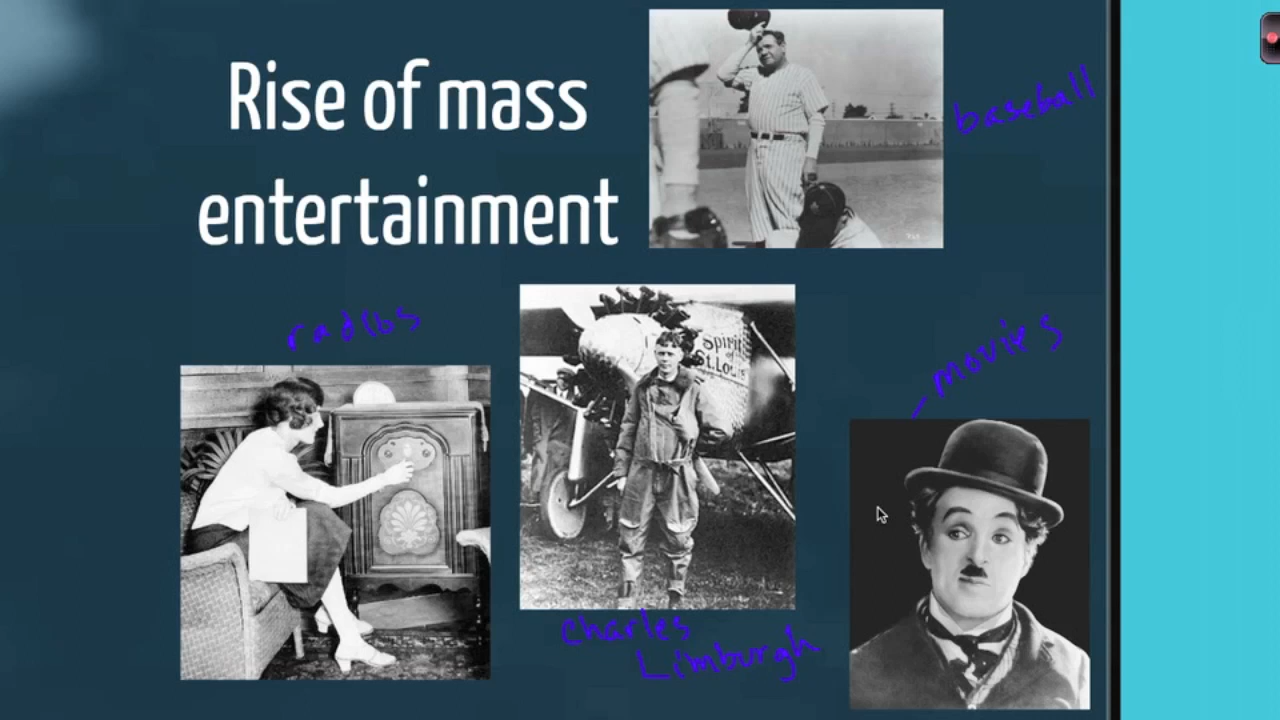 Rise of mass
entertainment
baseball
radios
Spirit
of
St. Louis
movies
Charles
Limburgh